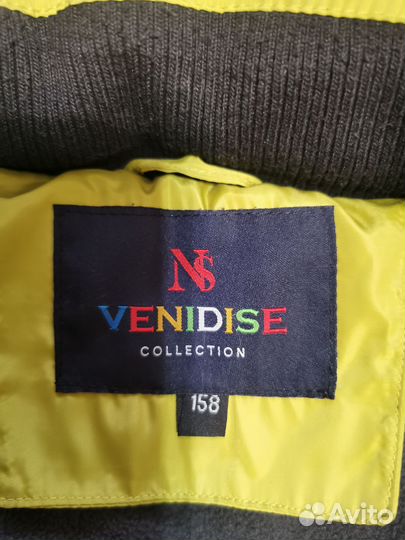 NS
VENIDISE
COLLECTION
158
Avito